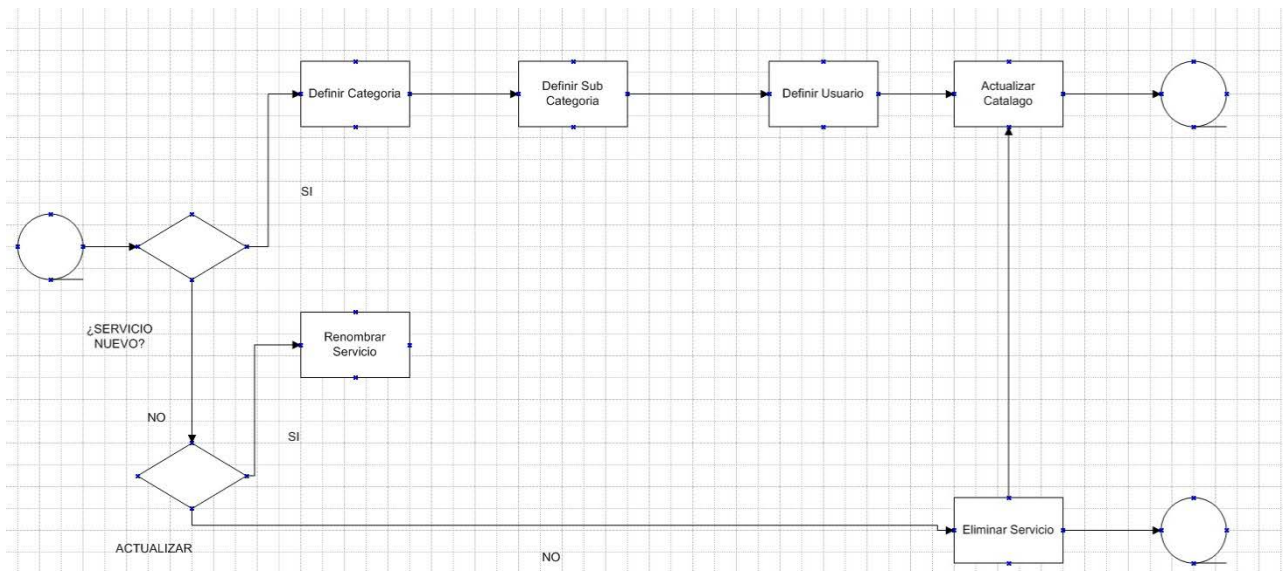 Definir Categoria
Definir Sub
Categoria
Definir Usuario
Actualizar
Catalago
SI
¿SERVICIO
NUEVO?
Renombrar
Servicio
NO
SI
ACTUALIZAR
NO
Eliminar Servicio